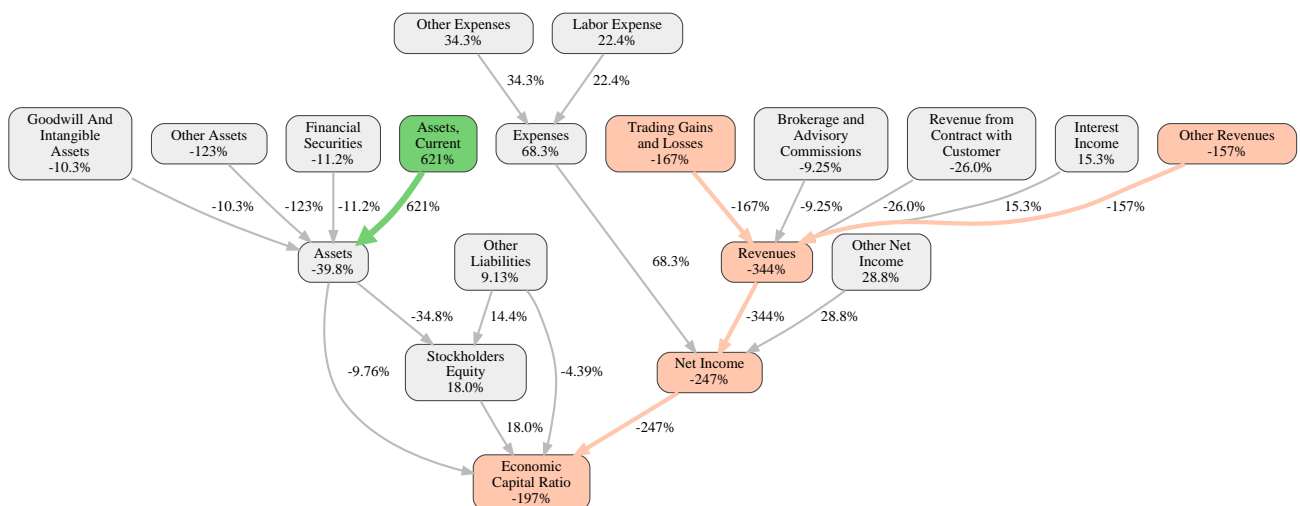 Other Expenses
34.3%
Labor Expense
22.4%
34.3%
22.4%
Goodwill And
Intangible
Assets
-10.3%
Other Assets
-123%
Financial
Securities
-11.2%
Assets,
Current
621%
Expenses
68.3%
Trading Gains
and Losses
-167%
Brokerage and
Advisory
Commissions
-9.25%
Revenue from
Contract with
Customer
-26.0%
Interest
Income
15.3%
Other Revenues
-157%
-10.3%
-123%
-11.2%
621%
-167%
-9.25%
-26.0%
15.3%
-157%
Assets
-39.8%
Other
Liabilities
9.13%
68.3%
Revenues
-344%
Other Net
Income
28.8%
-34.8%
14.4%
-344%
28.8%
-9.76%
Stockholders
Equity
18.0%
-4.39%
Net Income
-247%
18.0%
-247%
Economic
Capital Ratio
-197%